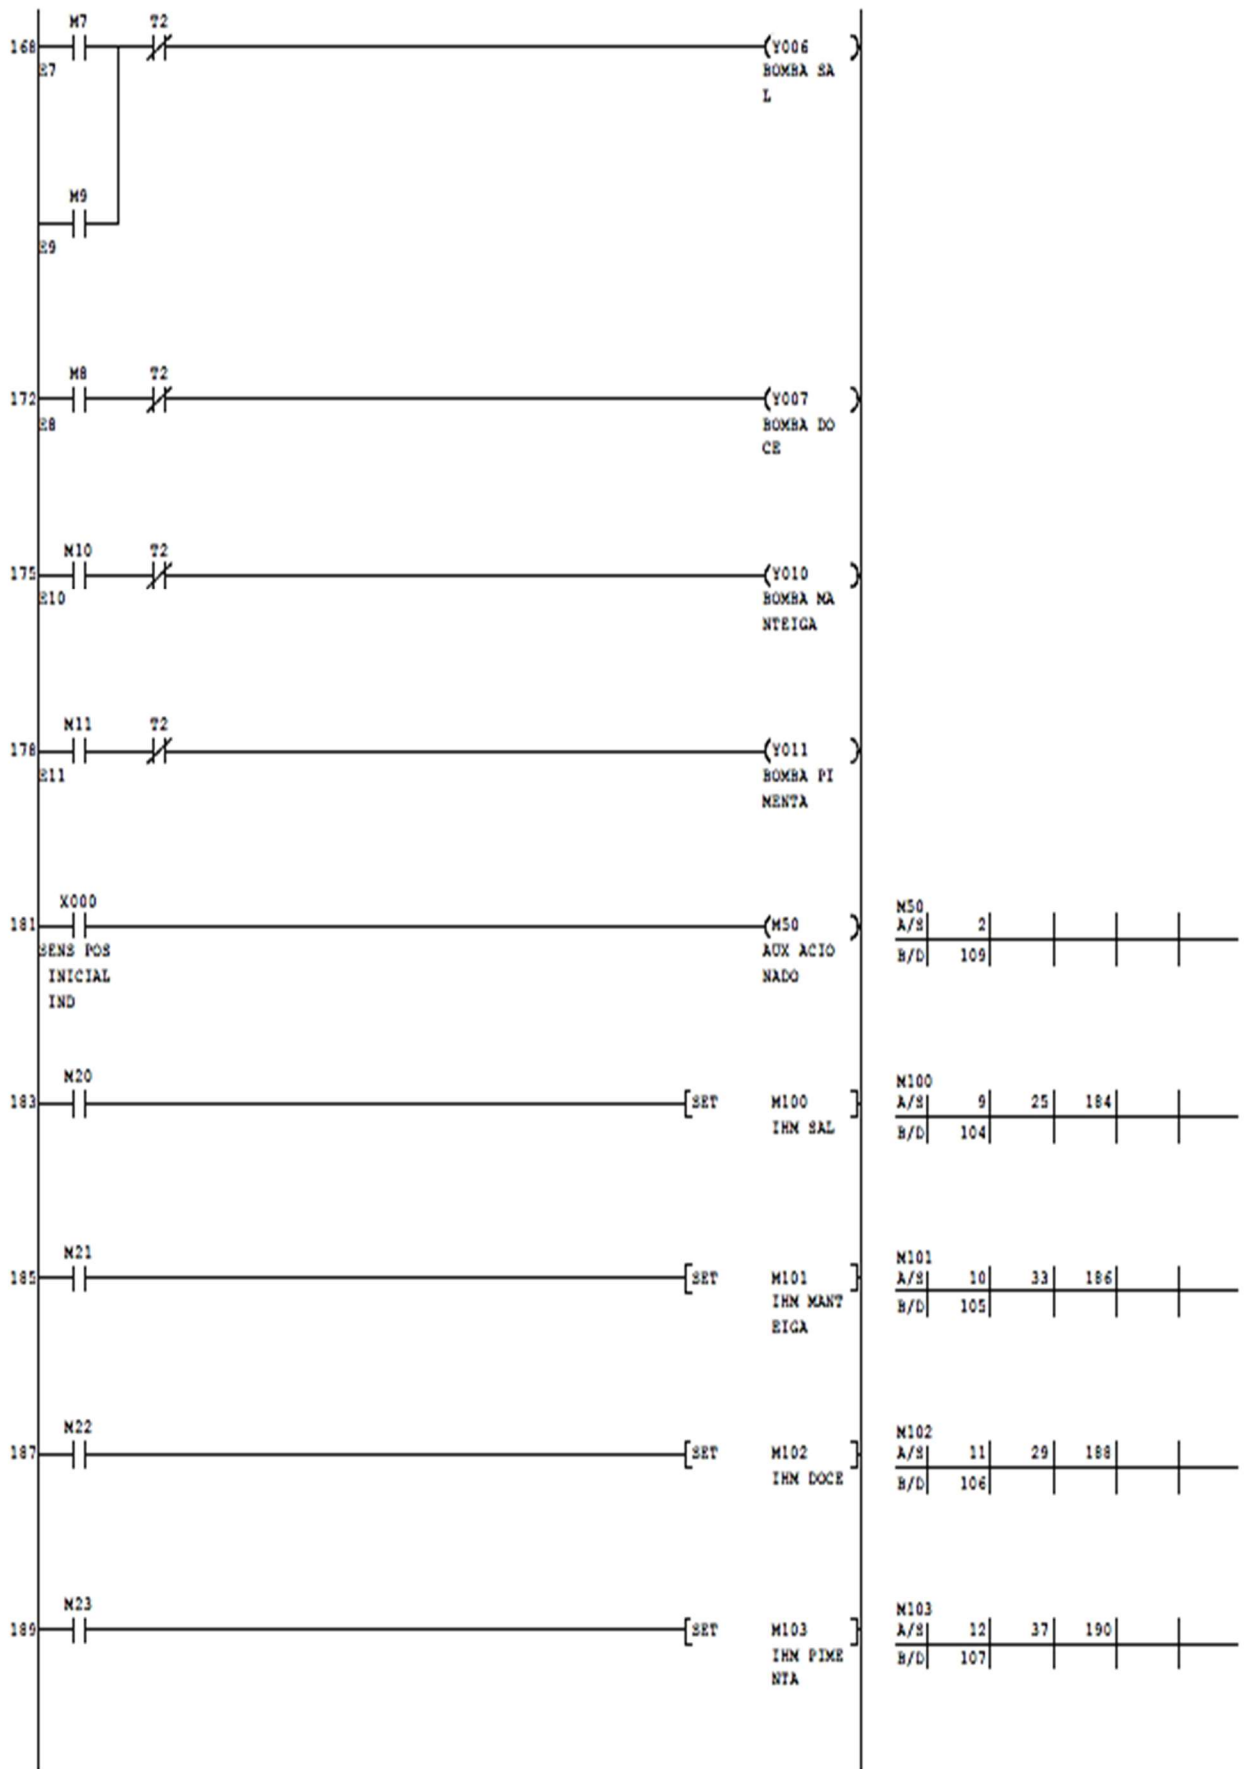 M7 T2
168 (Y006 )
E7 BOMBA SA
L
M9
E9
M8 T2
172 (Y007 )
E8 BOMBA DO
CE
M10 T2
175 (Y010 )
E10 BOMBA MA
NTEIGA
M11 T2
178 (Y011 )
E11 BOMBA PI
MENTA
X000
181 (M50 )
SENS POS AUX ACIO
INICIAL NADO
IND
M50
A/S 2
B/D 109
M20
183 [SET M100 ]
IHM SAL
M100
A/S 9 25 184
B/D 104
M21
185 [SET M101 ]
IHM MANT
EIGA
M101
A/S 10 33 186
B/D 105
M22
187 [SET M102 ]
IHM DOCE
M102
A/S 11 29 188
B/D 106
M23
189 [SET M103 ]
IHM PIME
NTA
M103
A/S 12 37 190
B/D 107